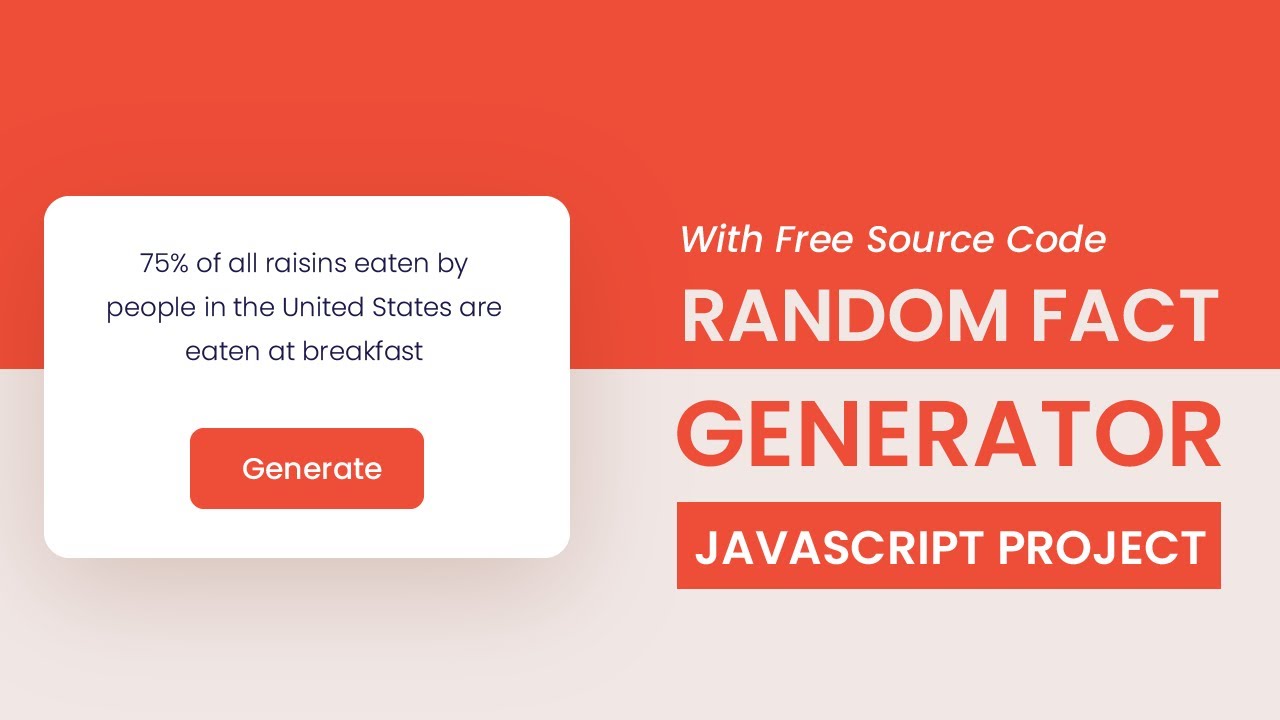 75% of all raisins eaten by
people in the United States are
eaten at breakfast
Generate
With Free Source Code
RANDOM FACT
GENERATOR
JAVASCRIPT PROJECT